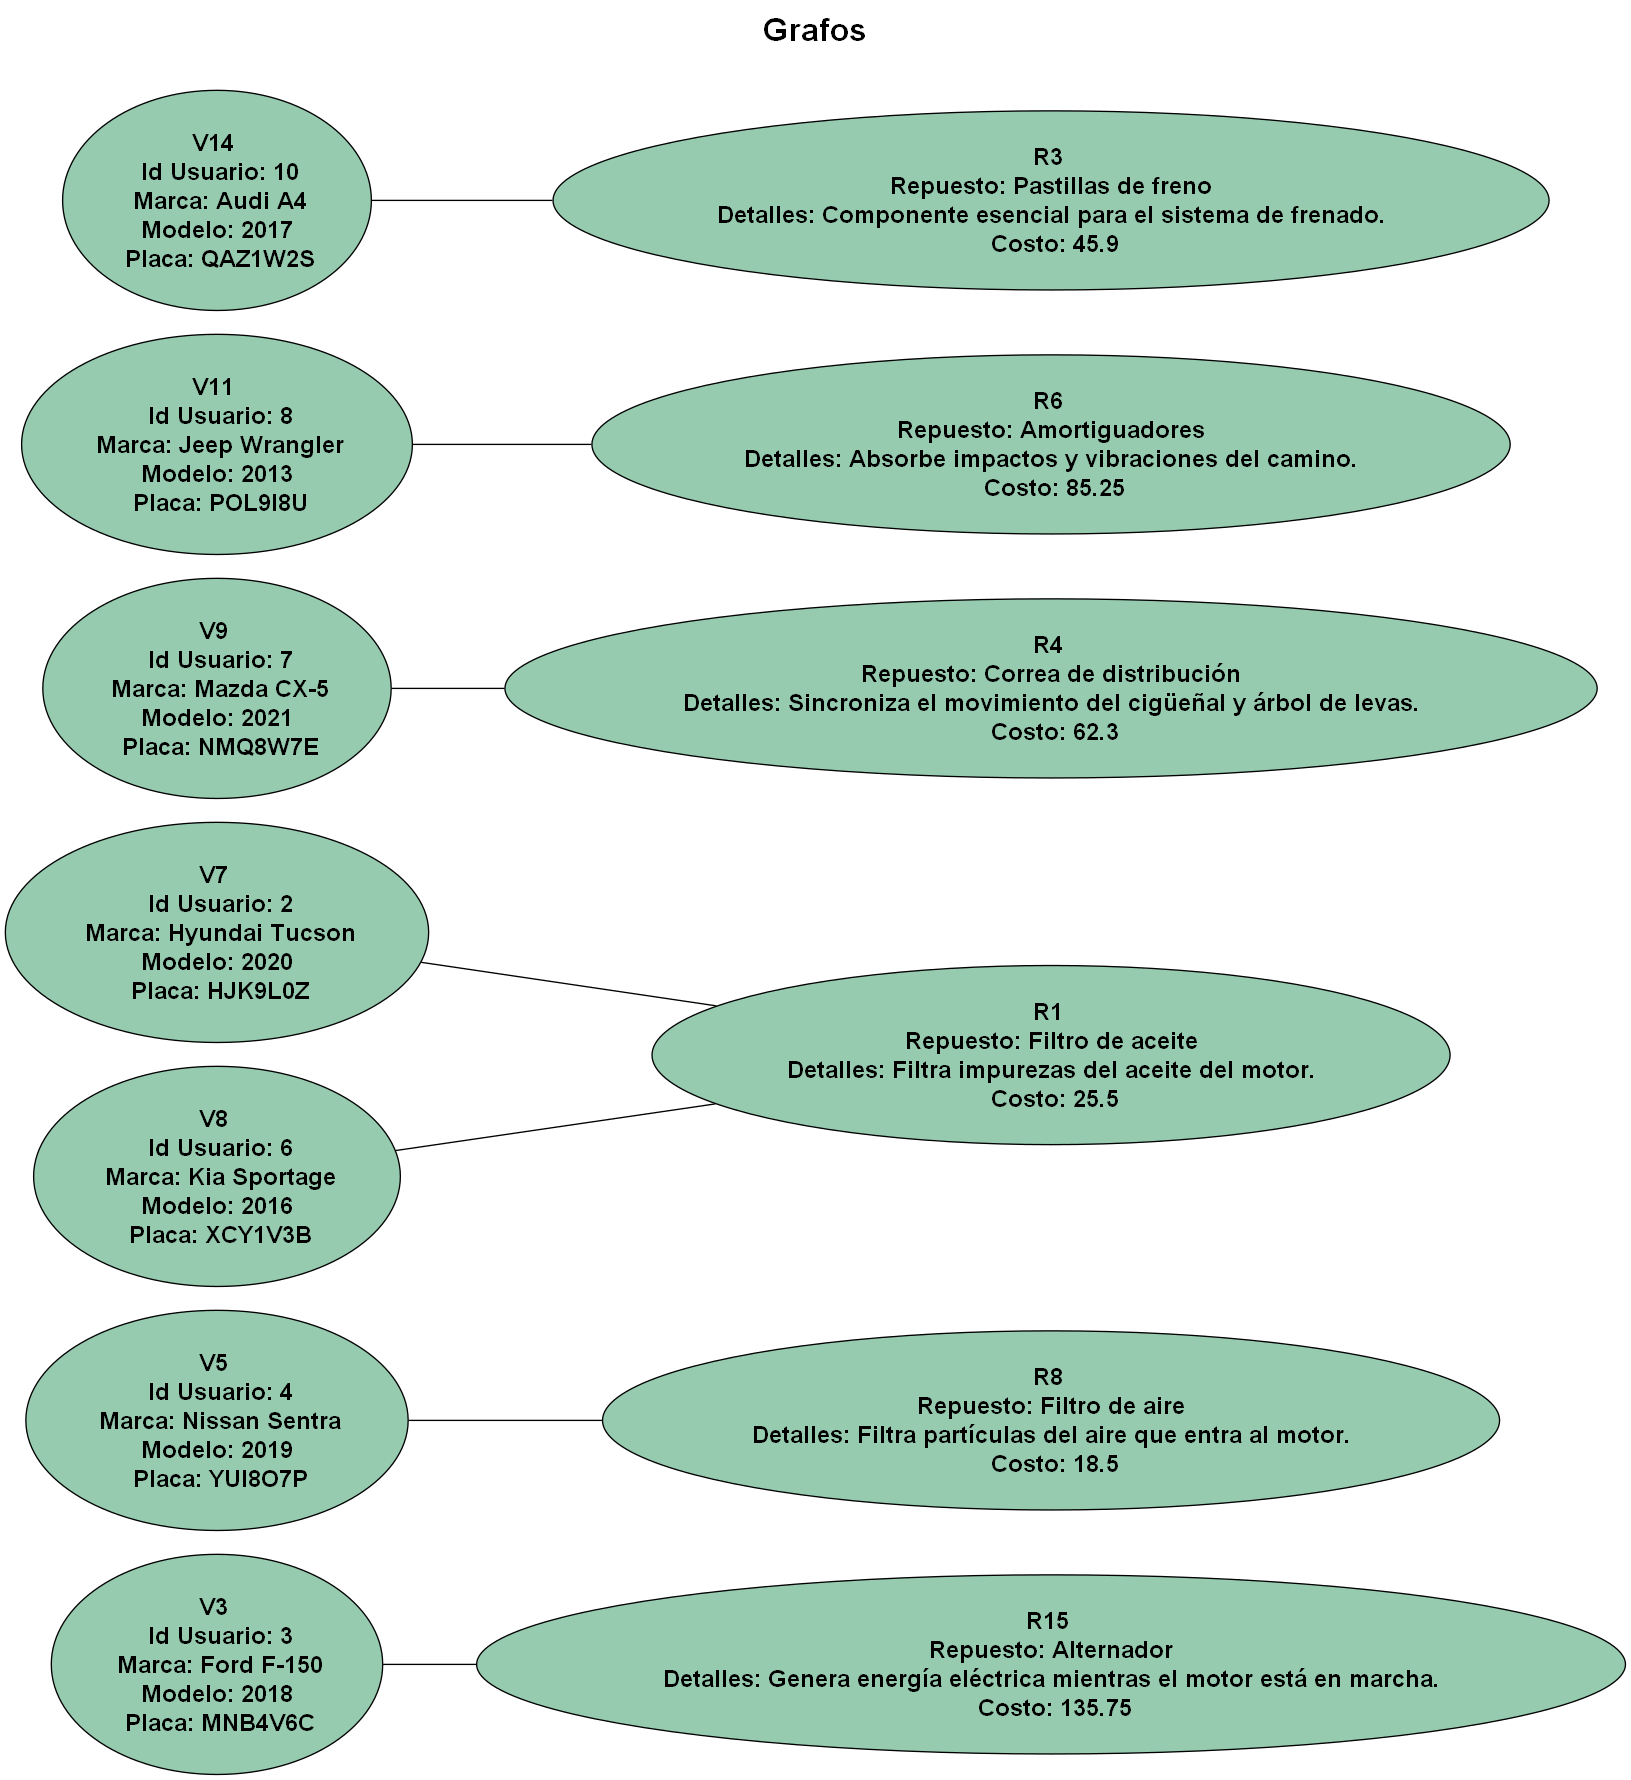 Grafos
V14
Id Usuario: 10
Marca: Audi A4
Modelo: 2017
Placa: QAZ1W2S
R3
Repuesto: Pastillas de freno
Detalles: Componente esencial para el sistema de frenado.
Costo: 45.9
V11
Id Usuario: 8
Marca: Jeep Wrangler
Modelo: 2013
Placa: POL9I8U
R6
Repuesto: Amortiguadores
Detalles: Absorbe impactos y vibraciones del camino.
Costo: 85.25
V9
Id Usuario: 7
Marca: Mazda CX-5
Modelo: 2021
Placa: NMQ8W7E
R4
Repuesto: Correa de distribución
Detalles: Sincroniza el movimiento del cigüeñal y árbol de levas.
Costo: 62.3
V7
Id Usuario: 2
Marca: Hyundai Tucson
Modelo: 2020
Placa: HJK9L0Z
R1
Repuesto: Filtro de aceite
Detalles: Filtra impurezas del aceite del motor.
Costo: 25.5
V8
Id Usuario: 6
Marca: Kia Sportage
Modelo: 2016
Placa: XCY1V3B
V5
Id Usuario: 4
Marca: Nissan Sentra
Modelo: 2019
Placa: YUI8O7P
R8
Repuesto: Filtro de aire
Detalles: Filtra partículas del aire que entra al motor.
Costo: 18.5
V3
Id Usuario: 3
Marca: Ford F-150
Modelo: 2018
Placa: MNB4V6C
R15
Repuesto: Alternador
Detalles: Genera energía eléctrica mientras el motor está en marcha.
Costo: 135.75